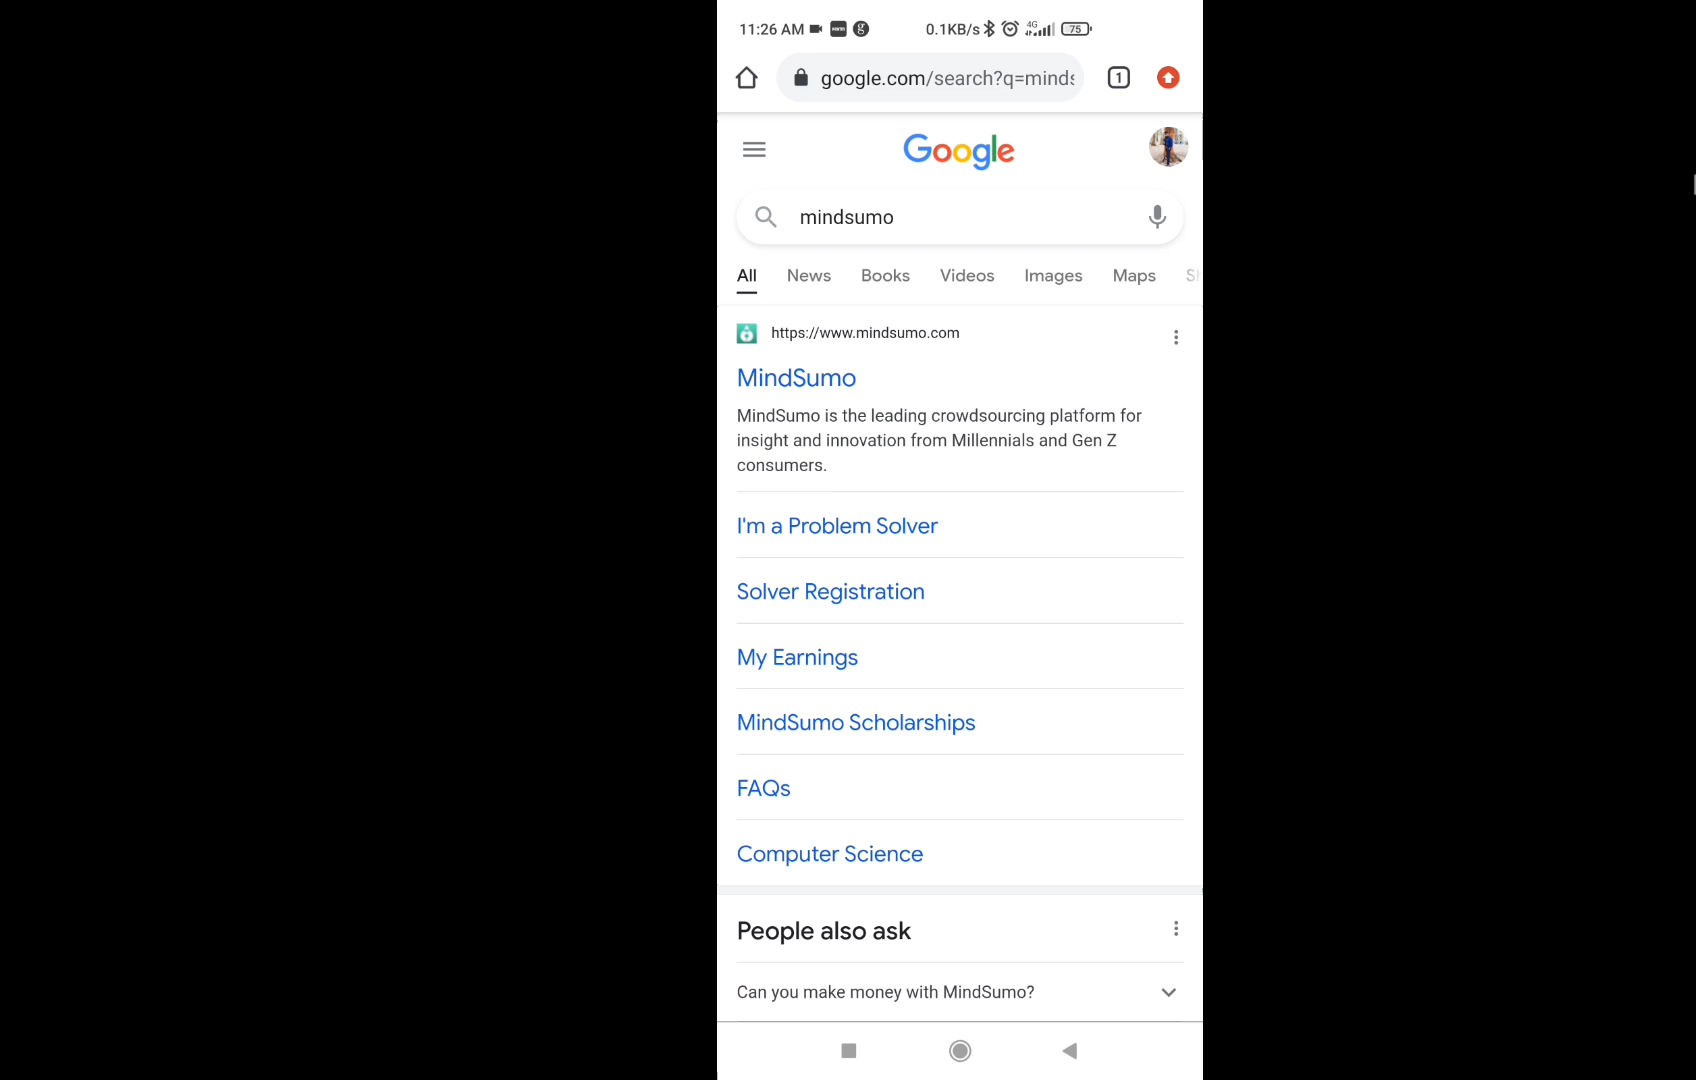 11:26 AM
0.1KB/s
4G
75
google.com/search?q=minds
1
Google
mindsumo
All News Books Videos Images Maps
https://www.mindsumo.com
MindSumo
MindSumo is the leading crowdsourcing platform for
insight and innovation from Millennials and Gen Z
consumers.
I'm a Problem Solver
Solver Registration
My Earnings
MindSumo Scholarships
FAQs
Computer Science
People also ask
Can you make money with MindSumo?